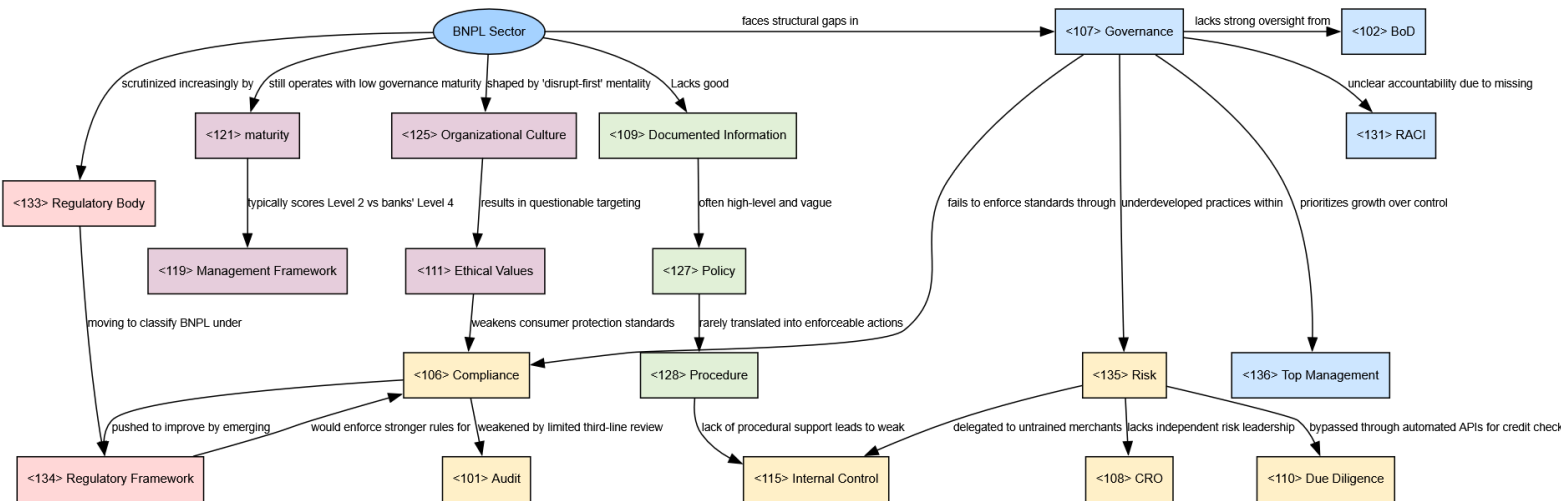 faces structural gaps in
lacks strong oversight from
BNPL Sector
<107> Governance
<102> BoD
scrutinized increasingly by
still operates with low governance maturity
shaped by 'disrupt-first' mentality
Lacks good
unclear accountability due to missing
<121> maturity
<125> Organizational Culture
<109> Documented Information
<131> RACI
<133> Regulatory Body
typically scores Level 2 vs banks' Level 4
results in questionable targeting
often high-level and vague
fails to enforce standards through
underdeveloped practices within
prioritizes growth over control
<119> Management Framework
<111> Ethical Values
<127> Policy
moving to classify BNPL under
weakens consumer protection standards
rarely translated into enforceable actions
<106> Compliance
<128> Procedure
<135> Risk
<136> Top Management
pushed to improve by emerging
would enforce stronger rules for
weakened by limited third-line review
lack of procedural support leads to weak
delegated to untrained merchants
lacks independent risk leadership
bypassed through automated APIs for credit check
<134> Regulatory Framework
<101> Audit
<115> Internal Control
<108> CRO
<110> Due Diligence